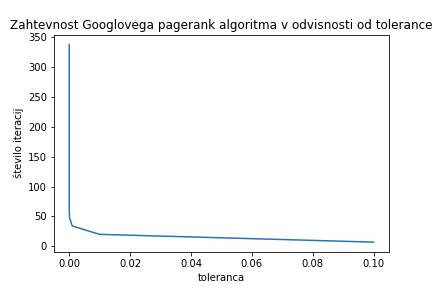 Zahtevnost Googlovega pagerank algoritma v odvisnosti od tolerance
350
300
250
200
150
100
50
0
število iteracij
0.00 0.02 0.04 0.06 0.08 0.10
toleranca